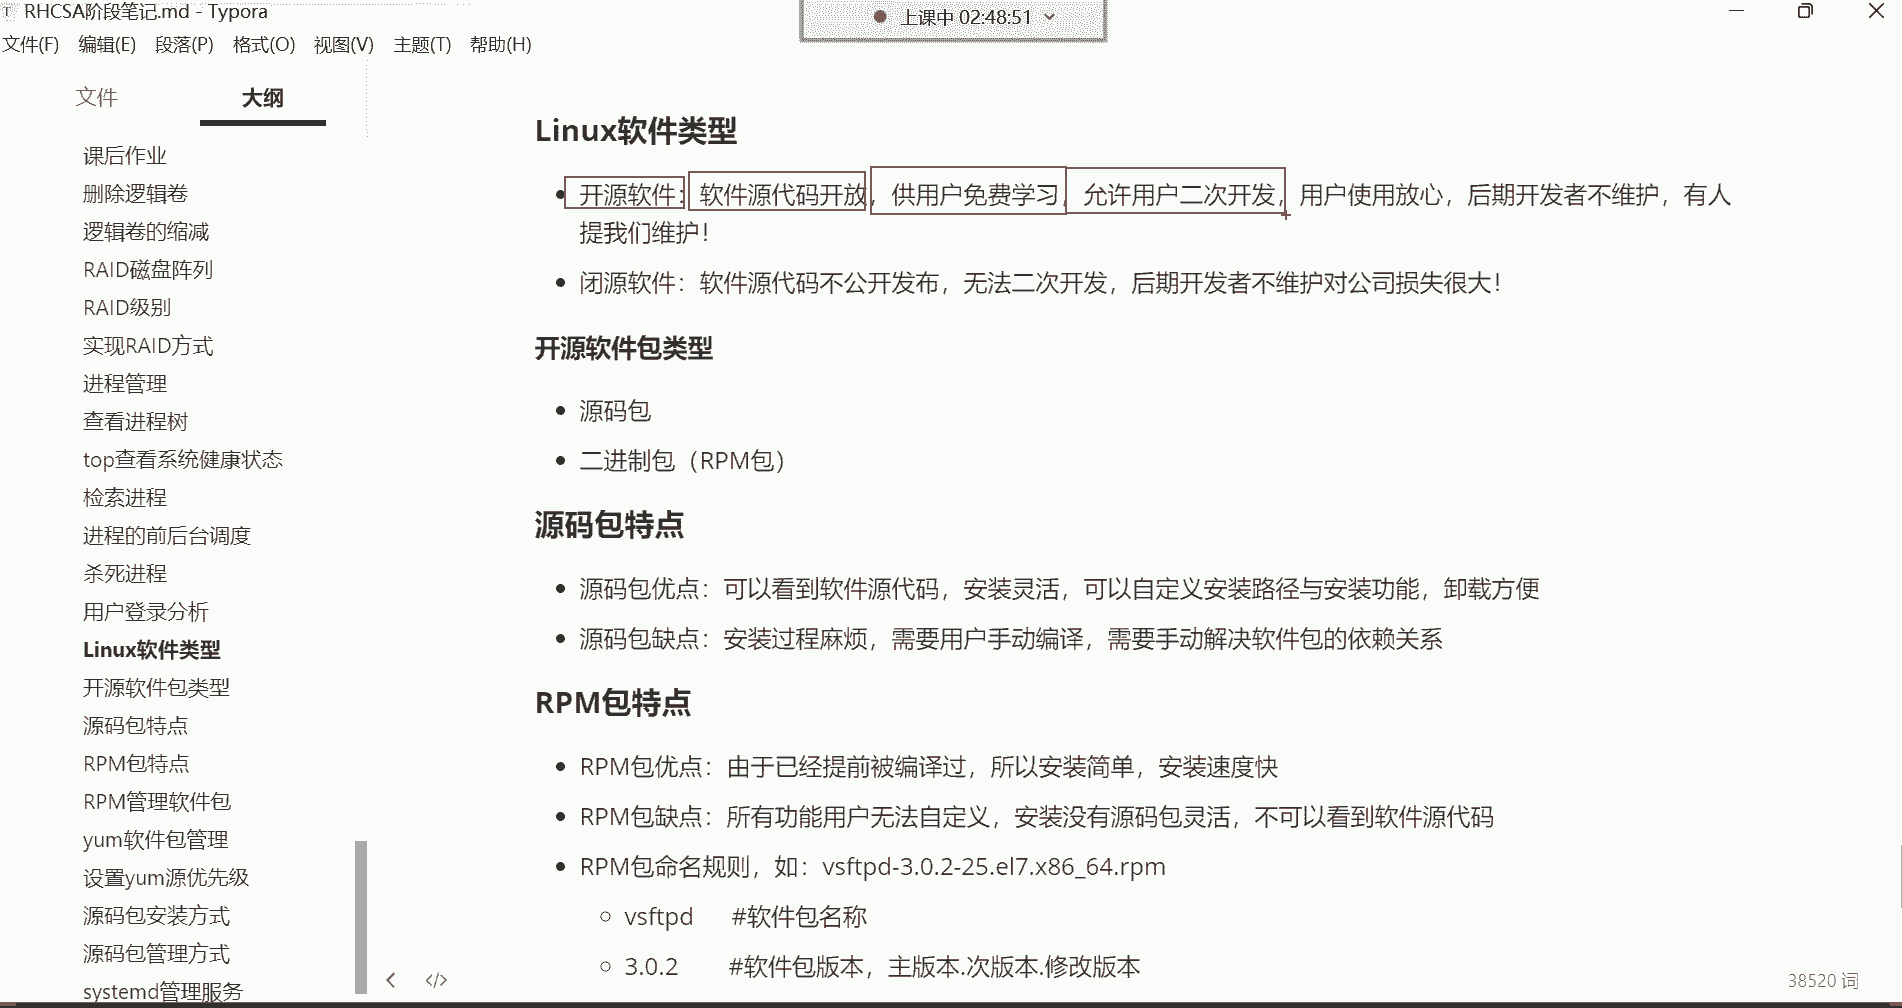 RHCSA阶段笔记.md - Typora
上课中 02:48:51
文件(F) 编辑(E) 段落(P) 格式(O) 视图(V) 主题(T) 帮助(H)
文件 大纲
课后作业
删除逻辑卷
逻辑卷的缩减
RAID磁盘阵列
RAID级别
实现RAID方式
进程管理
查看进程树
top查看系统健康状态
检索进程
进程的前后台调度
杀死进程
用户登录分析
Linux软件类型
开源软件包类型
源码包特点
RPM包特点
RPM管理软件包
yum软件包管理
设置yum源优先级
源码包安装方式
源码包管理方式
systemd管理服务
Linux软件类型
开源软件：软件源代码开放，供用户免费学习，允许用户二次开发，用户使用放心，后期开发者不维护，有人
提我们维护！
闭源软件：软件源代码不公开发布，无法二次开发，后期开发者不维护对公司损失很大！
开源软件包类型
源码包
二进制包（RPM包）
源码包特点
源码包优点：可以看到软件源代码，安装灵活，可以自定义安装路径与安装功能，卸载方便
源码包缺点：安装过程麻烦，需要用户手动编译，需要手动解决软件包的依赖关系
RPM包特点
RPM包优点：由于已经提前被编译过，所以安装简单，安装速度快
RPM包缺点：所有功能用户无法自定义，安装没有源码包灵活，不可以看到软件源代码
RPM包命名规则，如：vsftpd-3.0.2-25.el7.x86_64.rpm
vsftpd #软件包名称
3.0.2 #软件包版本，主版本.次版本.修改版本
38520 词